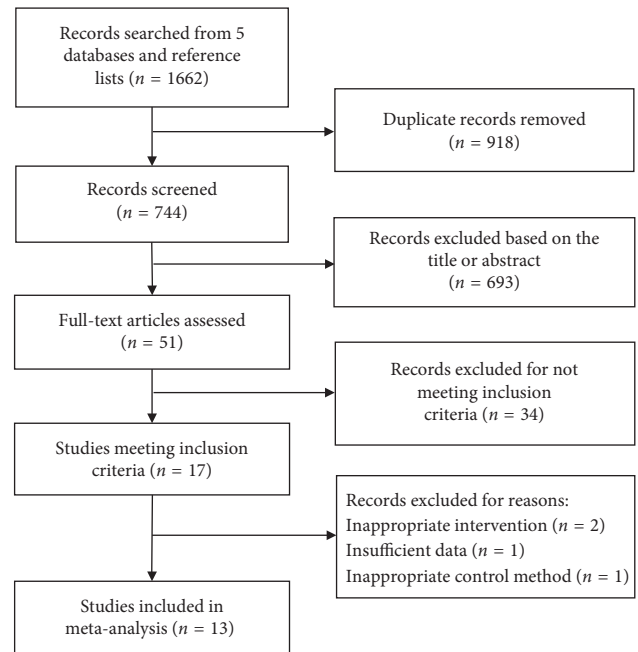 Records searched from 5
databases and reference
lists (n = 1662)
Duplicate records removed
(n = 918)
Records screened
(n = 744)
Records excluded based on the
title or abstract
(n = 693)
Full-text articles assessed
(n = 51)
Records excluded for not
meeting inclusion
criteria (n = 34)
Studies meeting inclusion
criteria (n = 17)
Records excluded for reasons:
Inappropriate intervention (n = 2)
Insufficient data (n = 1)
Inappropriate control method (n = 1)
Studies included in
meta-analysis (n = 13)